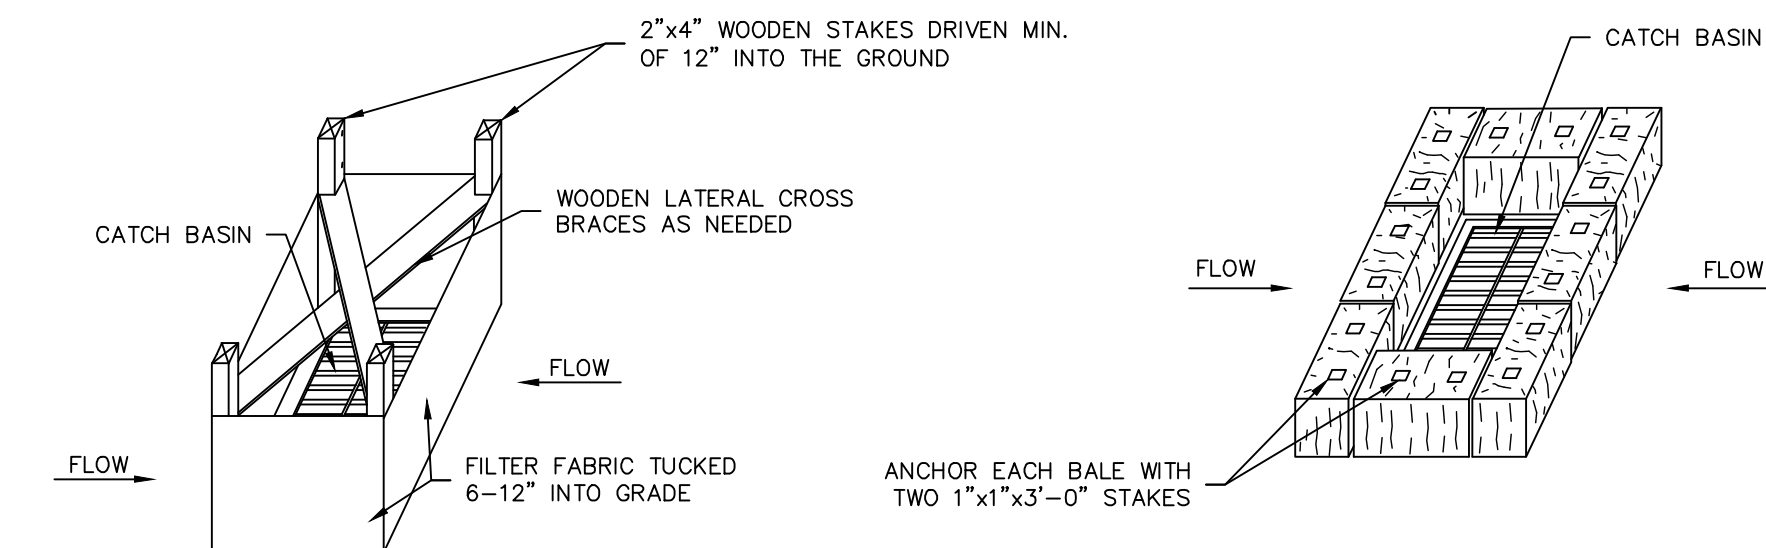 2”x4” WOODEN STAKES DRIVEN MIN.
OF 12” INTO THE GROUND
WOODEN LATERAL CROSS
BRACES AS NEEDED
CATCH BASIN
FLOW
FLOW
FILTER FABRIC TUCKED
6–12” INTO GRADE
CATCH BASIN
FLOW
FLOW
ANCHOR EACH BALE WITH
TWO 1”x1”x3’–0” STAKES